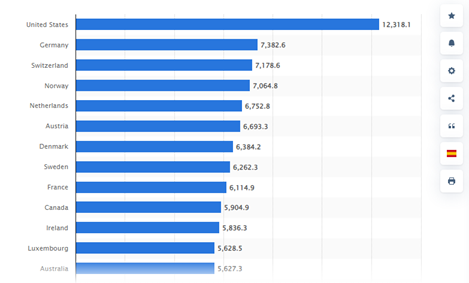 United States 12,318.1
Germany 7,382.6
Switzerland 7,178.6
Norway 7,064.8
Netherlands 6,752.8
Austria 6,693.3
Denmark 6,384.2
Sweden 6,262.3
France 6,114.9
Canada 5,904.9
Ireland 5,836.3
Luxembourg 5,628.5
Australia 5,627.3